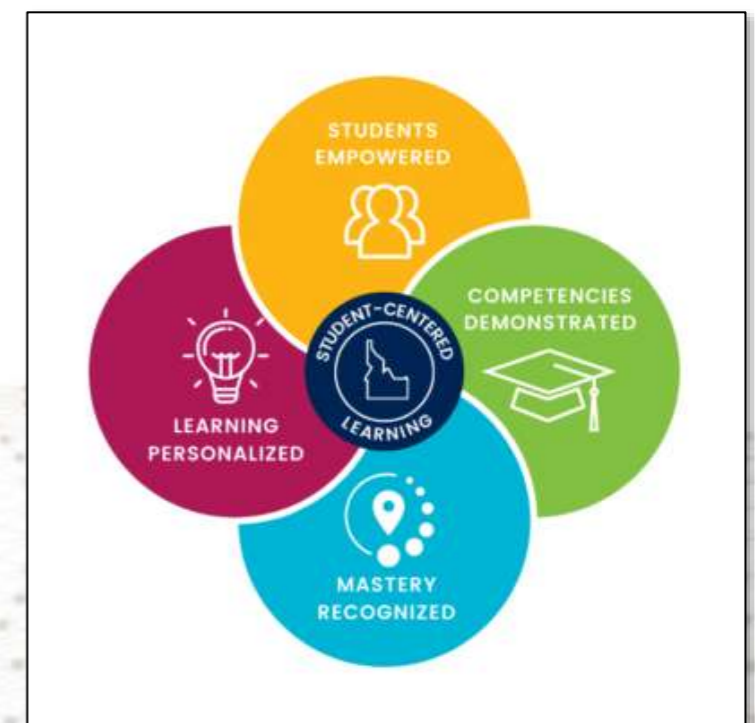 STUDENTS
EMPOWERED
COMPETENCIES
DEMONSTRATED
STUDENT-CENTERED
LEARNING
LEARNING
PERSONALIZED
MASTERY
RECOGNIZED